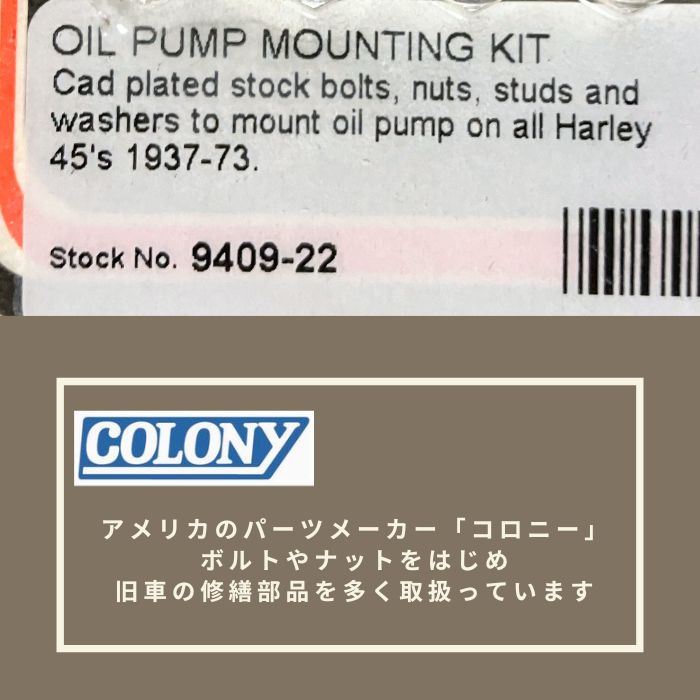 OIL PUMP MOUNTING KIT
Cad plated stock bolts, nuts, studs and
washers to mount oil pump on all Harley
45's 1937-73.
Stock No. 9409-22
COLONY
アメリカのパーツメーカー「コロニー」
ボルトやナットをはじめ
旧車の修繕部品を多く取扱っています